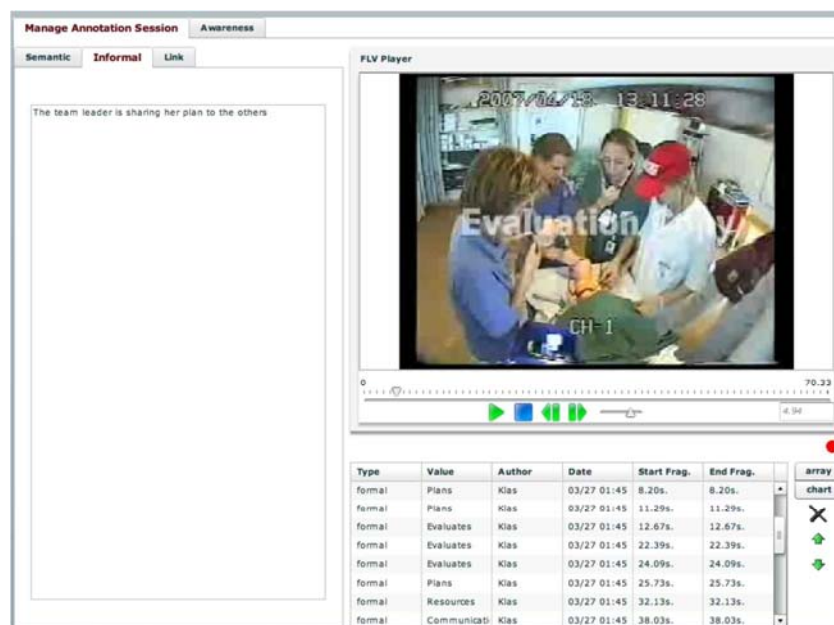 Manage Annotation Session Awareness
Semantic Informal Link
The team leader is sharing her plan to the others
FLV Player
2007/04/18 13:11:28
Evaluation Copy
CH-1
0 70.33
4.94
Type Value Author Date Start Frag. End Frag.
formal Plans Klas 03/27 01:45 8.20s. 8.20s.
formal Plans Klas 03/27 01:45 11.29s. 11.29s.
formal Evaluates Klas 03/27 01:45 12.67s. 12.67s.
formal Evaluates Klas 03/27 01:45 22.39s. 22.39s.
formal Evaluates Klas 03/27 01:45 24.09s. 24.09s.
formal Plans Klas 03/27 01:45 25.73s. 25.73s.
formal Resources Klas 03/27 01:45 32.13s. 32.13s.
formal Communicati Klas 03/27 01:45 38.03s. 38.03s.
array
chart